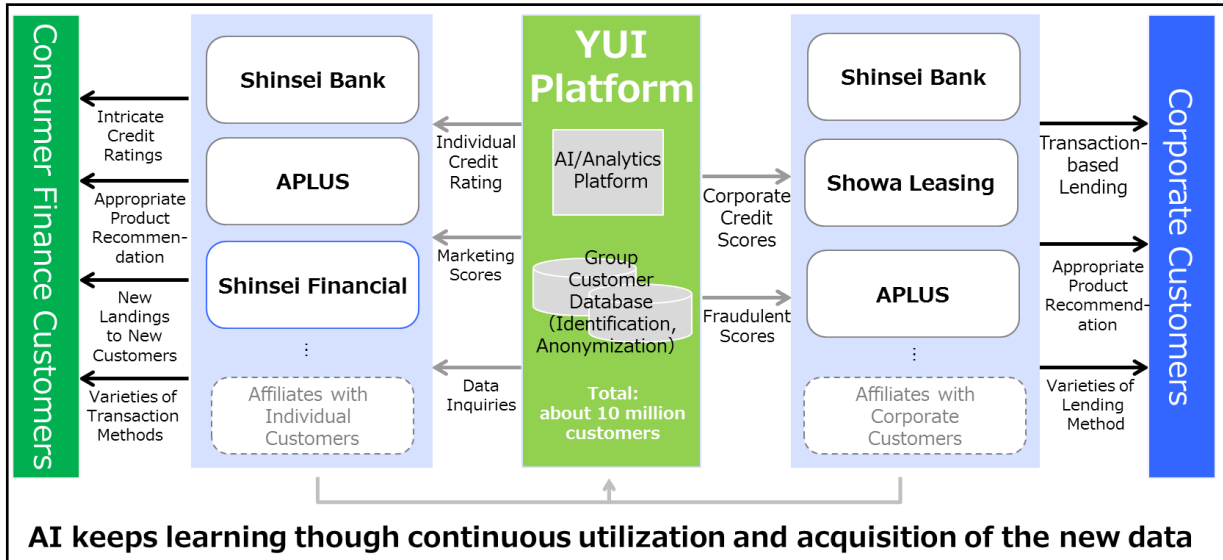 Consumer Finance Customers
Intricate
Credit
Ratings
Appropriate
Product
Recommen-
dation
New
Landings
to New
Customers
Varieties of
Transaction
Methods
Shinsei Bank
APLUS
Shinsei Financial
⋮
Affiliates with
Individual
Customers
Individual
Credit
Rating
Marketing
Scores
Data
Inquiries
YUI
Platform
AI/Analytics
Platform
Group
Customer
Database
(Identification,
Anonymization)
Total:
about 10 million
customers
Corporate
Credit
Scores
Fraudulent
Scores
Shinsei Bank
Showa Leasing
APLUS
⋮
Affiliates with
Corporate
Customers
Transaction-
based
Lending
Appropriate
Product
Recommend-
ation
Varieties of
Lending
Method
Corporate Customers
AI keeps learning though continuous utilization and acquisition of the new data